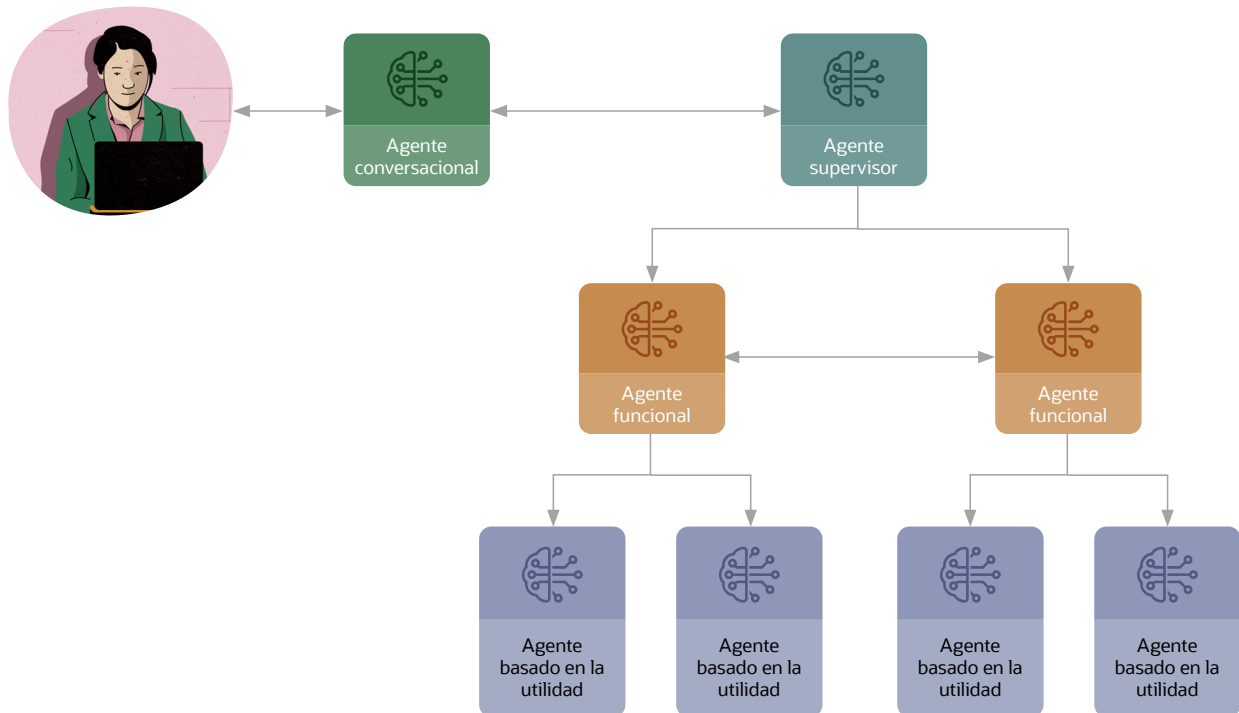 Agente
conversacional
Agente
supervisor
Agente
funcional
Agente
funcional
Agente
basado en la
utilidad
Agente
basado en la
utilidad
Agente
basado en la
utilidad
Agente
basado en la
utilidad